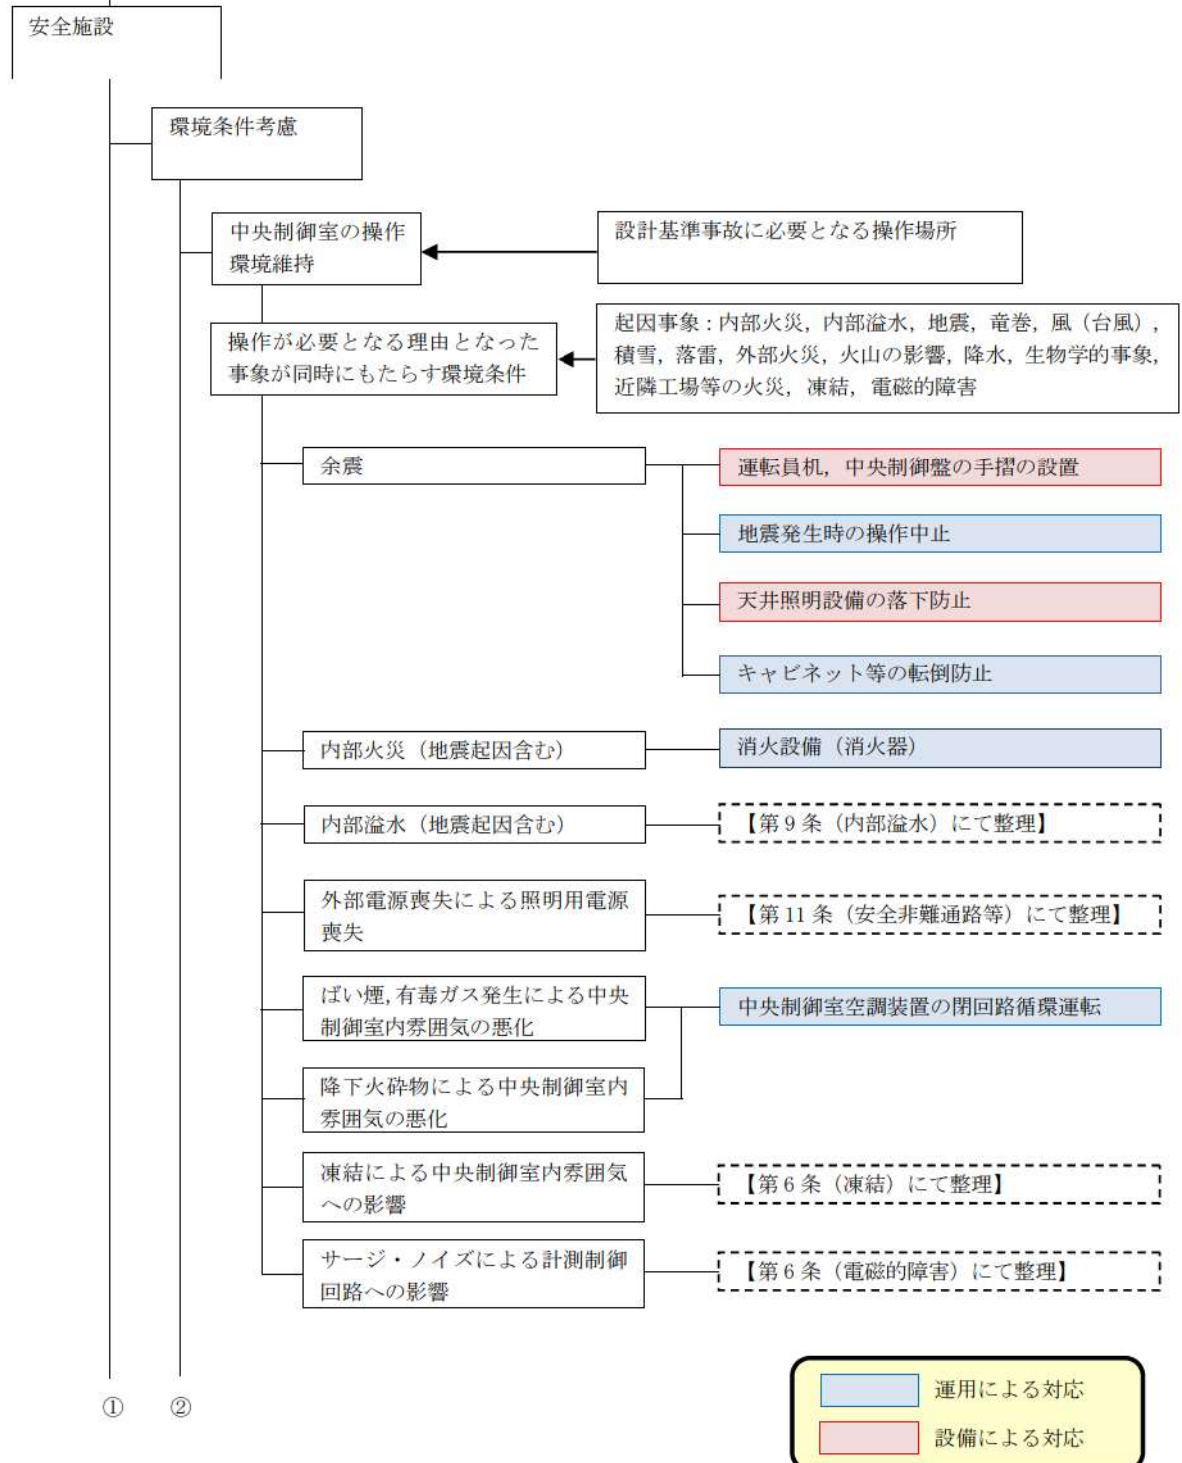 安全施設
環境条件考慮
中央制御室の操作
環境維持
設計基準事故に必要となる操作場所
操作が必要となる理由となった
事象が同時にもたらす環境条件
起因事象：内部火災，内部溢水，地震，竜巻，風（台風），
積雪，落雷，外部火災，火山の影響，降水，生物学的事象，
近隣工場等の火災，凍結，電磁的障害
余震
運転員机，中央制御盤の手摺の設置
地震発生時の操作中止
天井照明設備の落下防止
キャビネット等の転倒防止
内部火災（地震起因含む）
消火設備（消火器）
内部溢水（地震起因含む）
【第9条（内部溢水）にて整理】
外部電源喪失による照明用電源
喪失
【第11条（安全非難通路等）にて整理】
ばい煙,有毒ガス発生による中央
制御室内雰囲気の悪化
中央制御室空調装置の閉回路循環運転
降下火砕物による中央制御室内
雰囲気の悪化
凍結による中央制御室内雰囲気
への影響
【第6条（凍結）にて整理】
サージ・ノイズによる計測制御
回路への影響
【第6条（電磁的障害）にて整理】
① ②
運用による対応
設備による対応